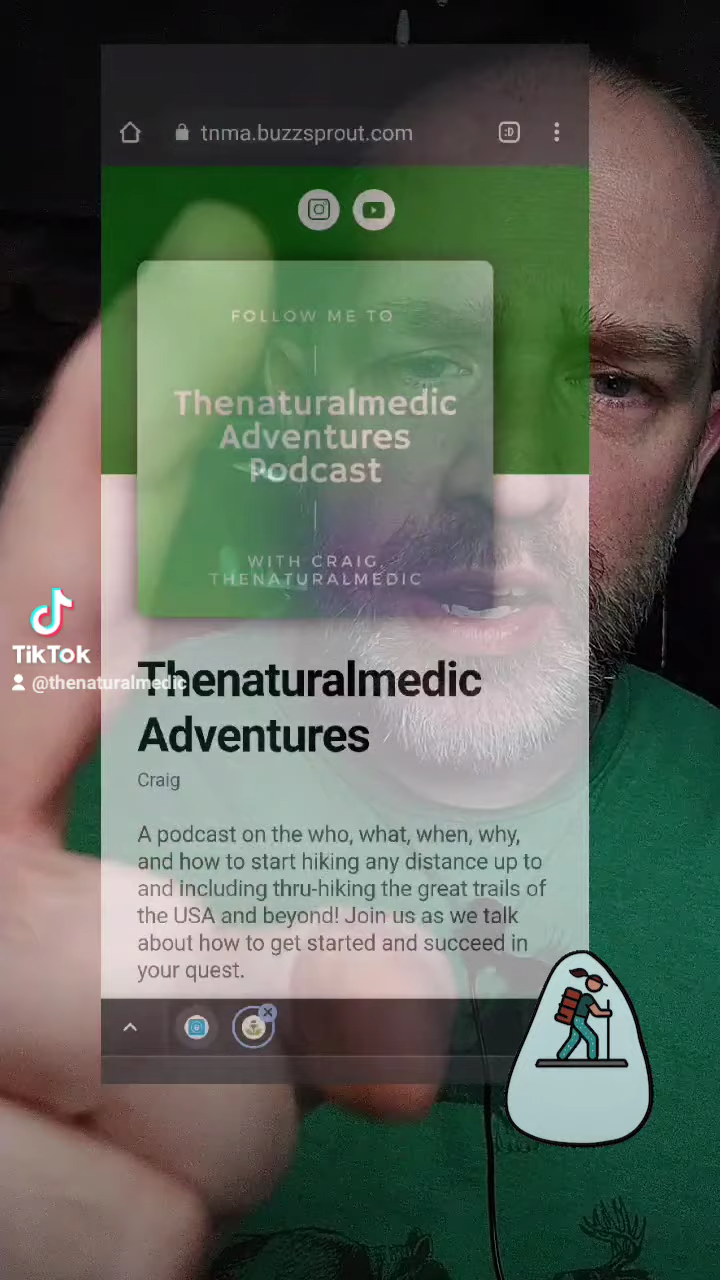 tnma.buzzsprout.com
:D
FOLLOW ME TO
Thenaturalmedic
Adventures
Podcast
WITH CRAIG,
THENATURALMEDIC
TikTok
@thenaturalmedic
Thenaturalmedic
Adventures
Craig
A podcast on the who, what, when, why,
and how to start hiking any distance up to
and including thru-hiking the great trails of
the USA and beyond! Join us as we talk
about how to get started and succeed in
your quest.